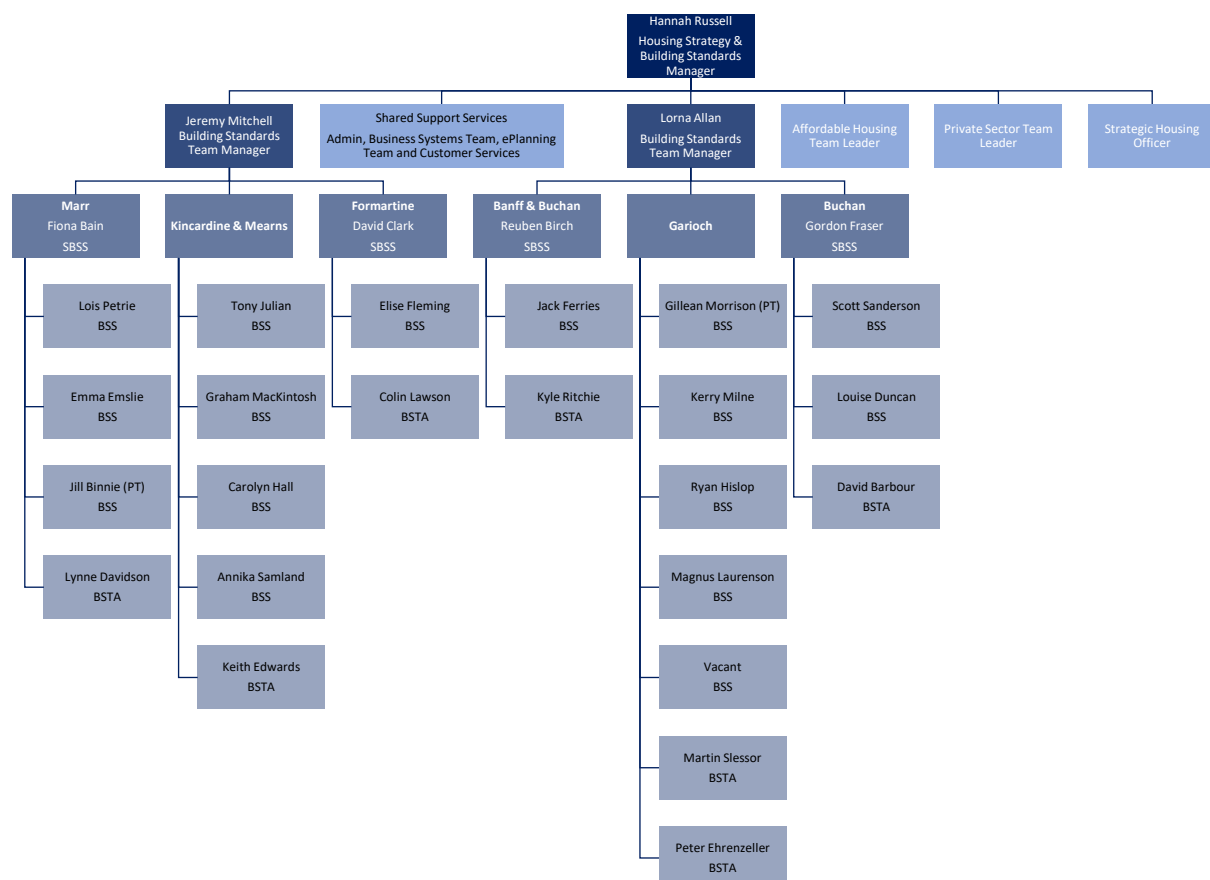 Hannah Russell
Housing Strategy &
Building Standards
Manager
Jeremy Mitchell
Building Standards
Team Manager
Shared Support Services
Admin, Business Systems Team, ePlanning
Team and Customer Services
Lorna Allan
Building Standards
Team Manager
Affordable Housing
Team Leader
Private Sector Team
Leader
Strategic Housing
Officer
Marr
Fiona Bain
SBSS
Kincardine & Mearns
Formartine
David Clark
SBSS
Banff & Buchan
Reuben Birch
SBSS
Garioch
Buchan
Gordon Fraser
SBSS
Lois Petrie
BSS
Tony Julian
BSS
Elise Fleming
BSS
Jack Ferries
BSS
Gillean Morrison (PT)
BSS
Scott Sanderson
BSS
Emma Emslie
BSS
Graham MacKintosh
BSS
Colin Lawson
BSTA
Kyle Ritchie
BSTA
Kerry Milne
BSS
Louise Duncan
BSS
Jill Binnie (PT)
BSS
Carolyn Hall
BSS
Ryan Hislop
BSS
David Barbour
BSTA
Lynne Davidson
BSTA
Annika Samland
BSS
Magnus Laurenson
BSS
Keith Edwards
BSTA
Vacant
BSS
Martin Slessor
BSTA
Peter Ehrenzeller
BSTA